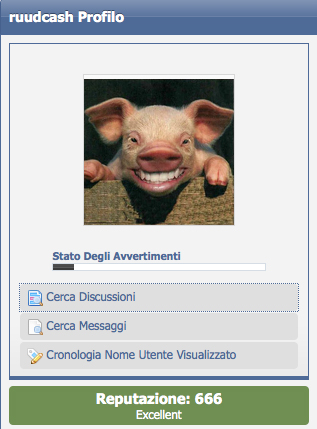 ruudcash Profilo
Stato Degli Avvertimenti
Cerca Discussioni
Cerca Messaggi
Cronologia Nome Utente Visualizzato
Reputazione: 666
Excellent